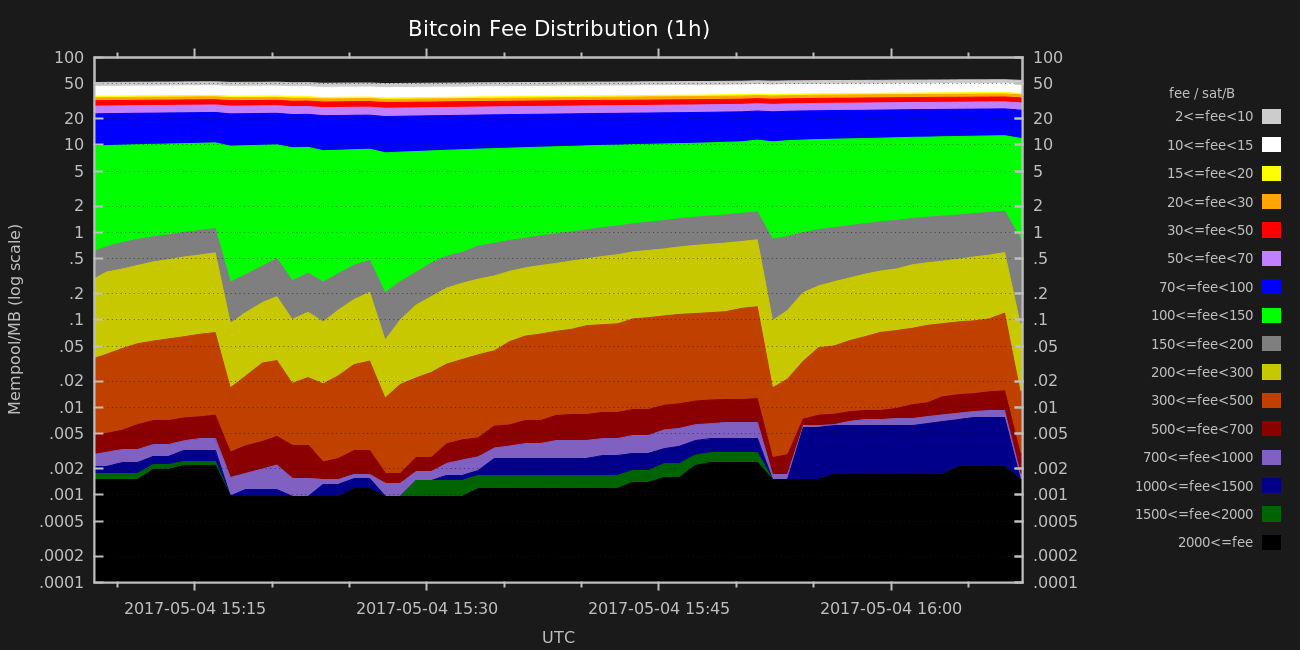 Bitcoin Fee Distribution (1h)
Mempool/MB (log scale)
100
50
20
10
5
2
1
.5
.2
.1
.05
.02
.01
.005
.002
.001
.0005
.0002
.0001
100
50
20
10
5
2
1
.5
.2
.1
.05
.02
.01
.005
.002
.001
.0005
.0002
.0001
fee / sat/B
2<=fee<10
10<=fee<15
15<=fee<20
20<=fee<30
30<=fee<50
50<=fee<70
70<=fee<100
100<=fee<150
150<=fee<200
200<=fee<300
300<=fee<500
500<=fee<700
700<=fee<1000
1000<=fee<1500
1500<=fee<2000
2000<=fee
2017-05-04 15:15 2017-05-04 15:30 2017-05-04 15:45 2017-05-04 16:00
UTC